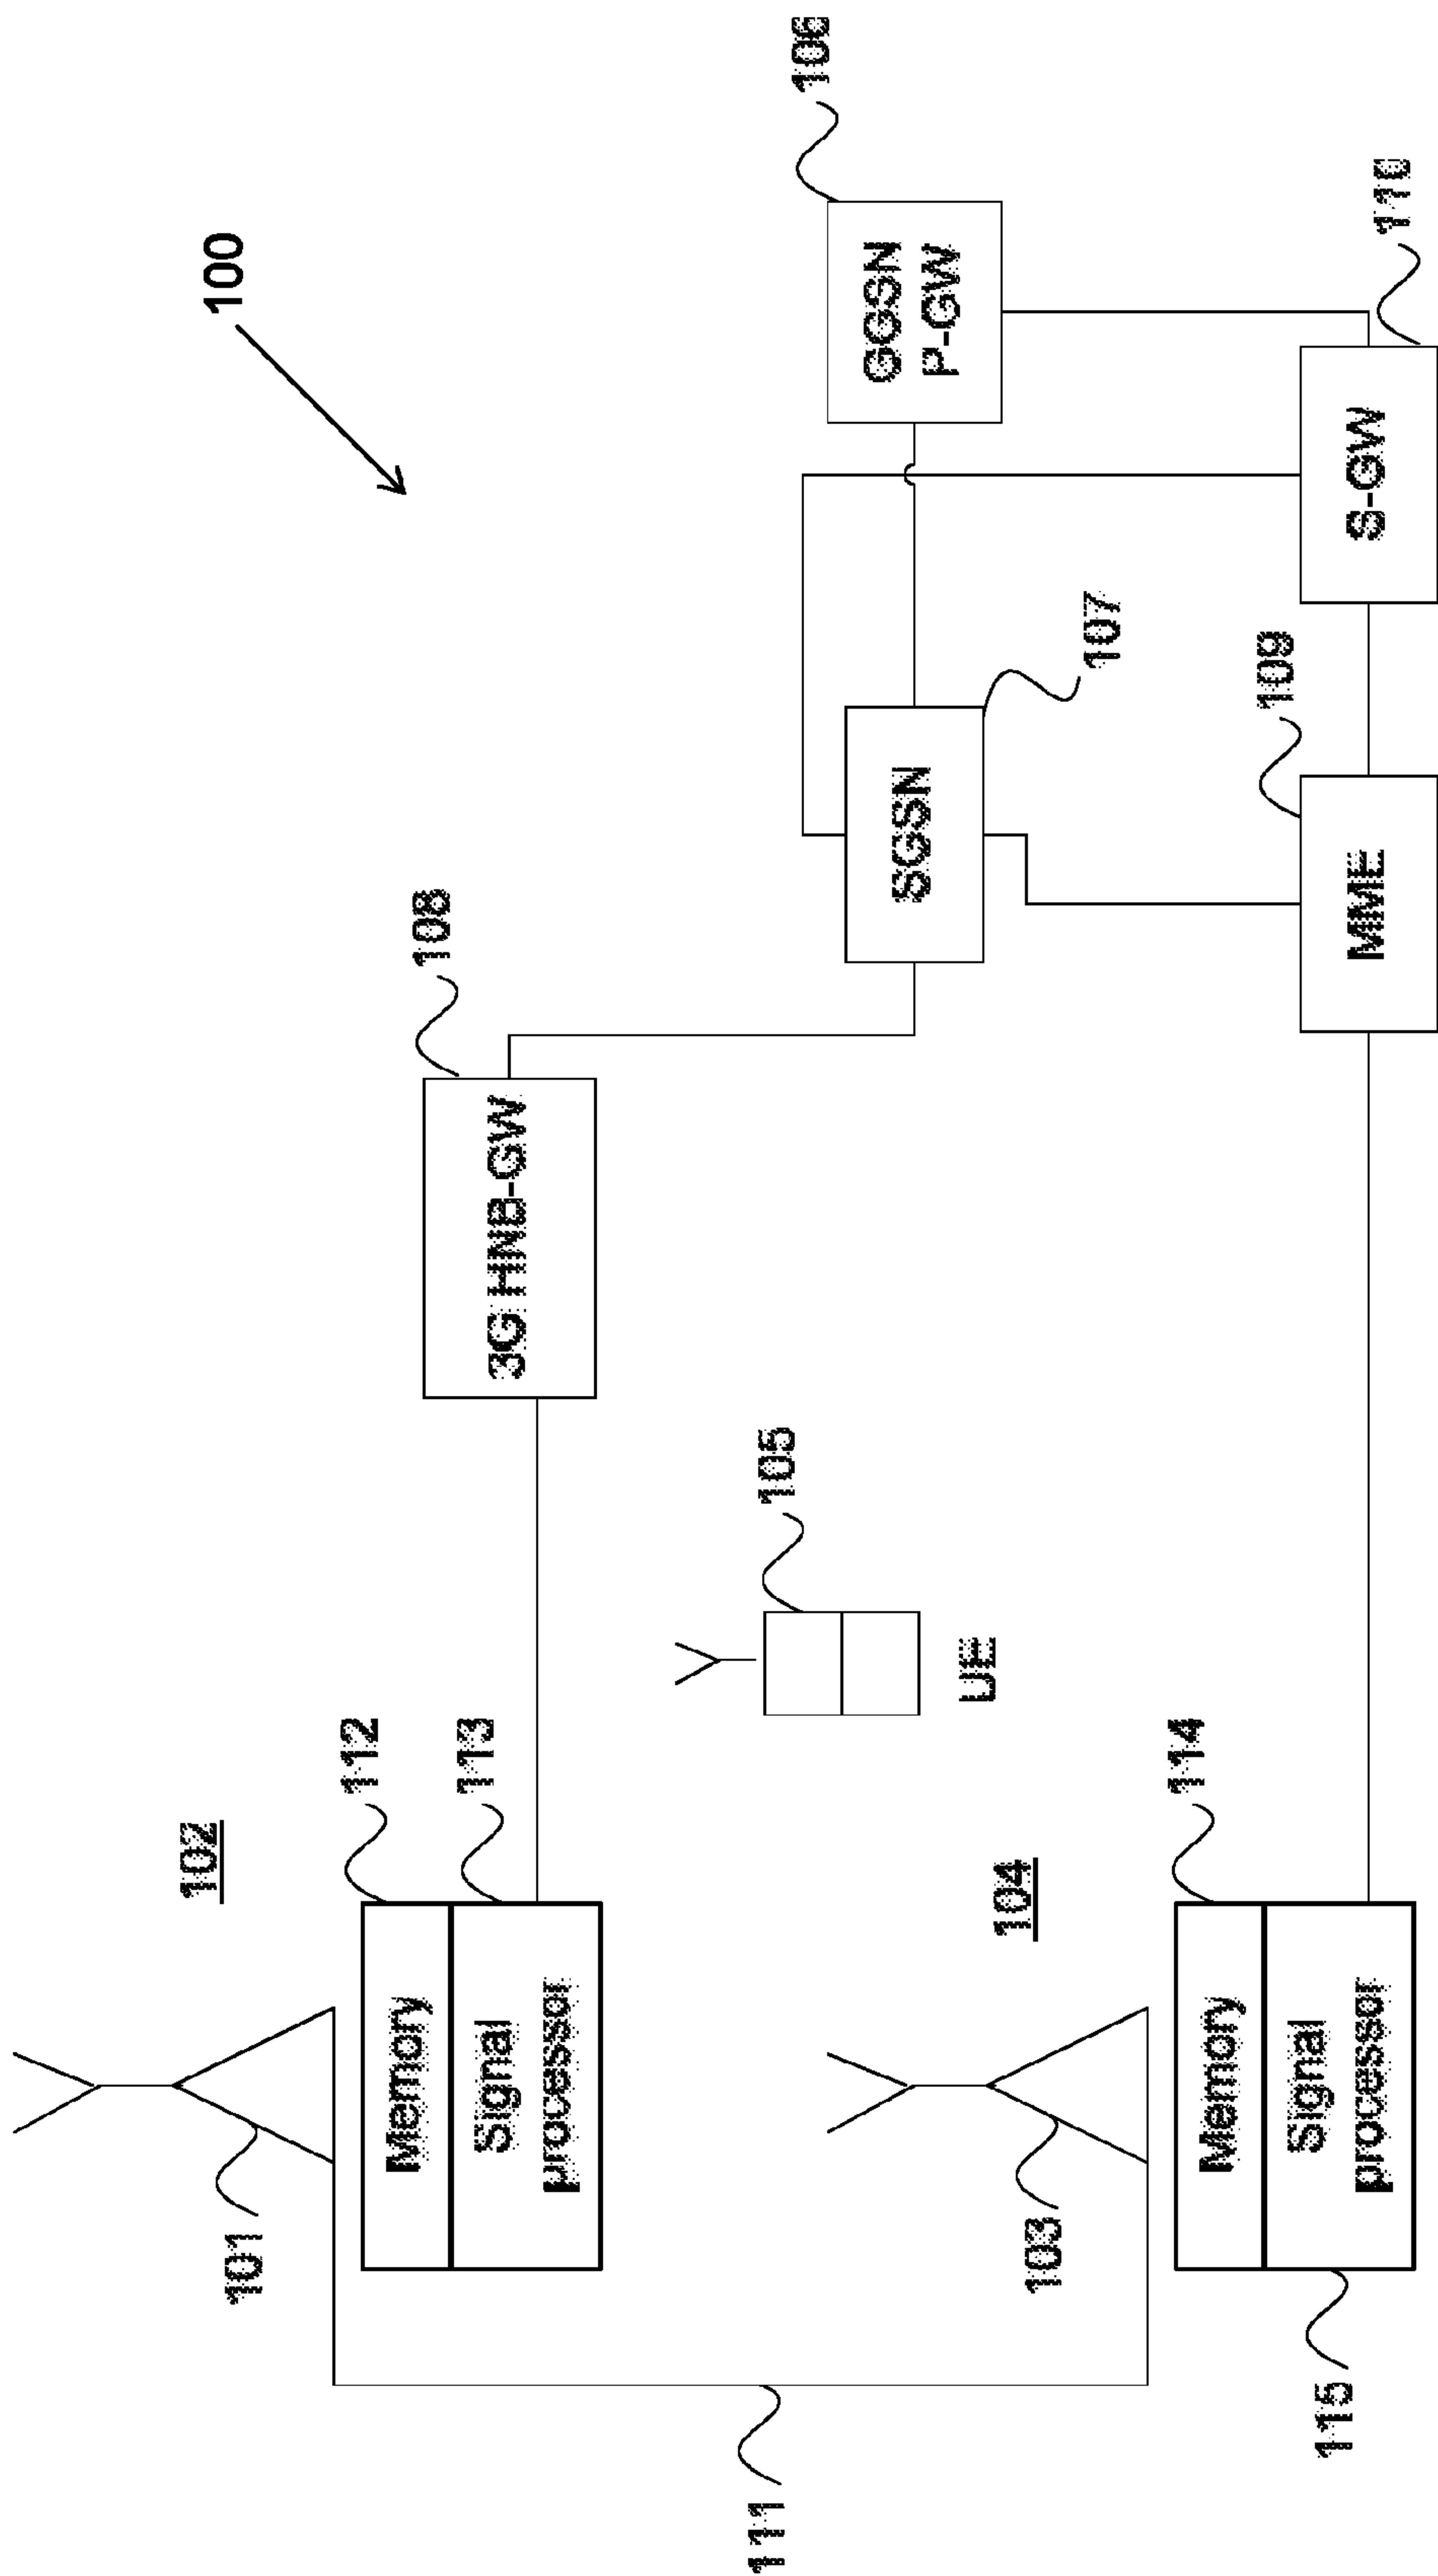 100
102
101
Memory
112
Signal
processor
113
3G HNB-GW
108
111
UE
105
SGSN
107
GGSN
P-GW
106
104
103
Memory
114
Signal
processor
115
MME
109
S-GW
110